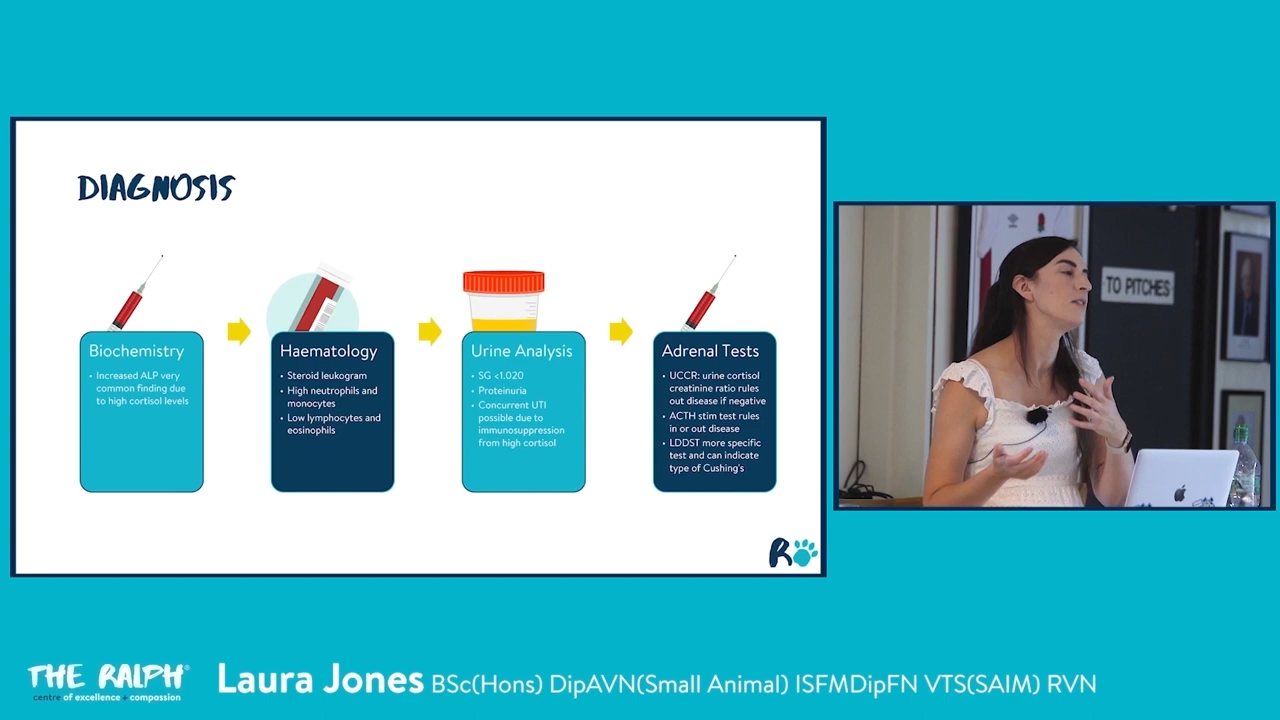 DIAGNOSIS
Biochemistry
• Increased ALP very
common finding due
to high cortisol levels
Haematology
• Steroid leukogram
• High neutrophils and
monocytes
• Low lymphocytes and
eosinophils
Urine Analysis
• SG <1.020
• Proteinuria
• Concurrent UTI
possible due to
immunosuppression
from high cortisol
Adrenal Tests
• UCCR: urine cortisol
creatinine ratio rules
out disease if negative
• ACTH stim test rules
in or out disease
• LDDST more specific
test and can indicate
type of Cushing's
R
TO PITCHES
THE RALPH®
centre of excellence + compassion
Laura Jones BSc(Hons) DipAVN(Small Animal) ISFMDipFN VTS(SAIM) RVN